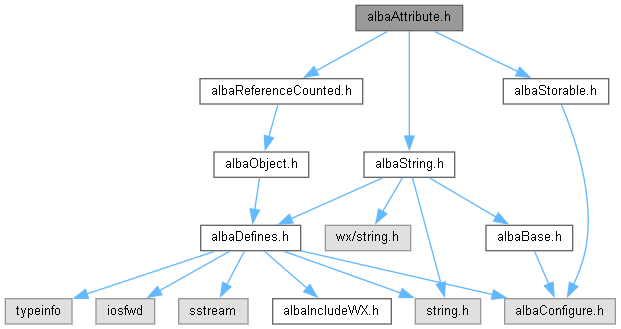 albaAttribute.h
albaReferenceCounted.h
albaStorable.h
albaObject.h
albaString.h
albaDefines.h
wx/string.h
albaBase.h
typeinfo
iosfwd
sstream
albaIncludeWX.h
string.h
albaConfigure.h